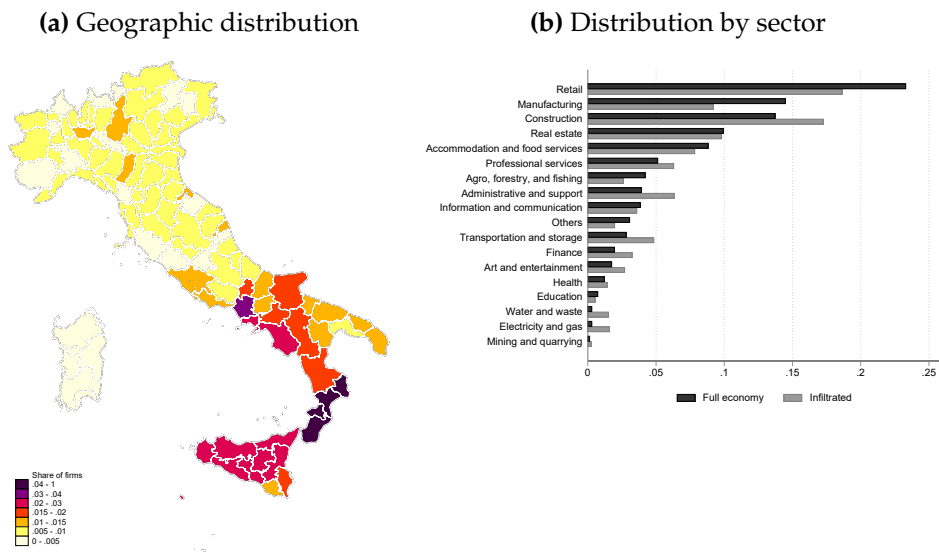 (a) Geographic distribution
Share of firms
.04 - 1
.03 - .04
.02 - .03
.015 - .02
.01 - .015
.005 - .01
0 - .005
(b) Distribution by sector
Retail
Manufacturing
Construction
Real estate
Accommodation and food services
Professional services
Agro, forestry, and fishing
Administrative and support
Information and communication
Others
Transportation and storage
Finance
Art and entertainment
Health
Education
Water and waste
Electricity and gas
Mining and quarrying
0 .05 .1 .15 .2 .25
Full economy Infiltrated